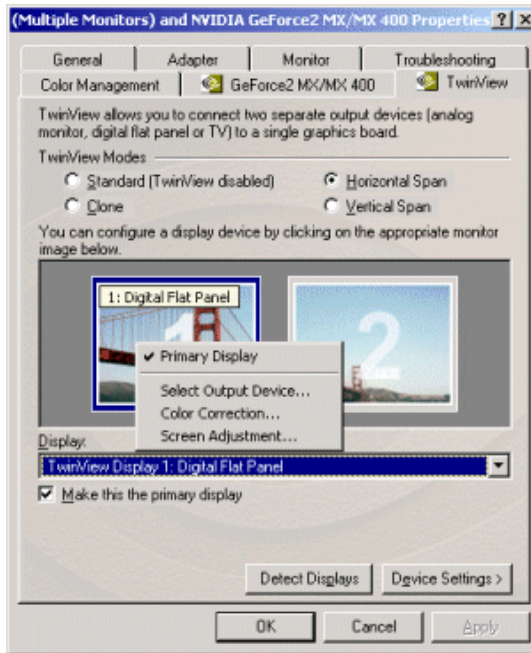 (Multiple Monitors) and NVIDIA GeForce2 MX/MX 400 Properties
General Adapter Monitor Troubleshooting
Color Management GeForce2 MX/MX 400 TwinView
TwinView allows you to connect two separate output devices (analog
monitor, digital flat panel or TV) to a single graphics board.
TwinView Modes
Standard (TwinView disabled) Horizontal Span
Clone Vertical Span
You can configure a display device by clicking on the appropriate monitor
image below.
1: Digital Flat Panel
1 2
Primary Display
Select Output Device...
Color Correction...
Screen Adjustment...
Display:
TwinView Display 1: Digital Flat Panel
Make this the primary display
Detect Displays Device Settings >
OK Cancel Apply